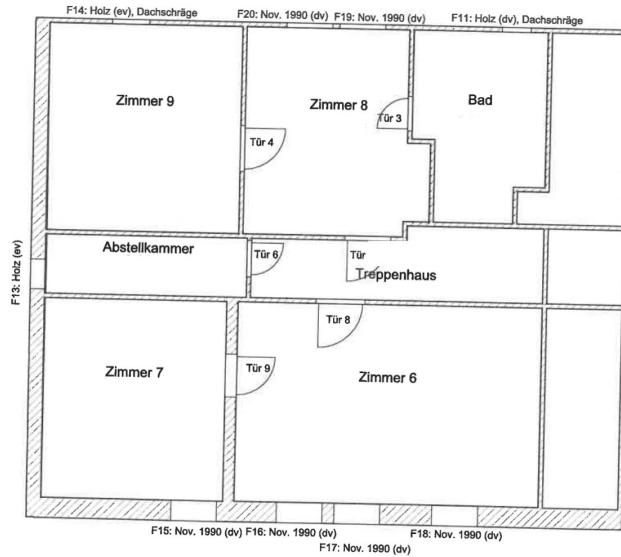 F14: Holz (ev), Dachschräge
F20: Nov. 1990 (dv)
F19: Nov. 1990 (dv)
F11: Holz (dv), Dachschräge
Zimmer 9
Zimmer 8
Bad
Tür 3
Tür 4
Abstellkammer
Tür 6
Tür
Treppenhaus
F13: Holz (ev)
Tür 8
Zimmer 7
Tür 9
Zimmer 6
F15: Nov. 1990 (dv)
F16: Nov. 1990 (dv)
F18: Nov. 1990 (dv)
F17: Nov. 1990 (dv)